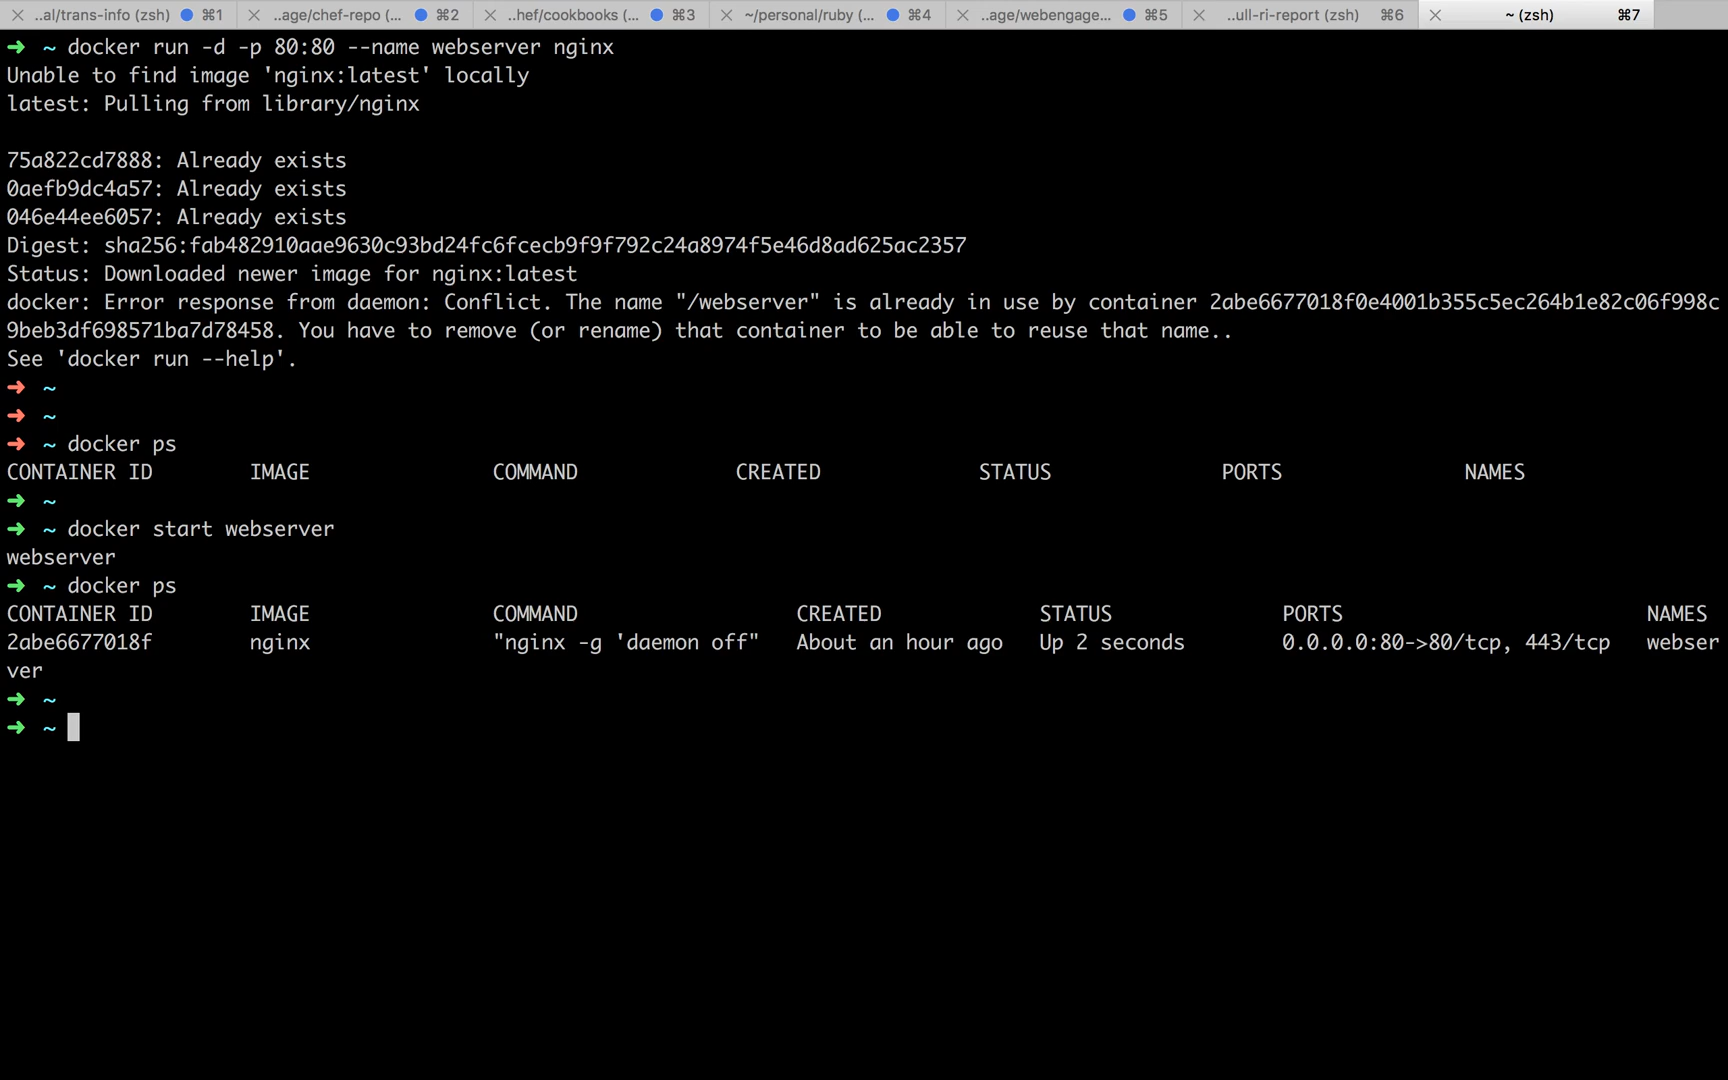 ..al/trans-info (zsh) ⌘1 ..age/chef-repo (... ⌘2 ..hef/cookbooks (... ⌘3 ~/personal/ruby (... ⌘4 ..age/webengage... ⌘5 ..ull-ri-report (zsh) ⌘6 ~ (zsh) ⌘7
➜ ~ docker run -d -p 80:80 --name webserver nginx
Unable to find image 'nginx:latest' locally
latest: Pulling from library/nginx
75a822cd7888: Already exists
0aefb9dc4a57: Already exists
046e44ee6057: Already exists
Digest: sha256:fab482910aae9630c93bd24fc6fcecb9f9f792c24a8974f5e46d8ad625ac2357
Status: Downloaded newer image for nginx:latest
docker: Error response from daemon: Conflict. The name "/webserver" is already in use by container 2abe6677018f0e4001b355c5ec264b1e82c06f998c
9beb3df698571ba7d78458. You have to remove (or rename) that container to be able to reuse that name..
See 'docker run --help'.
➜ ~
➜ ~
➜ ~ docker ps
CONTAINER ID IMAGE COMMAND CREATED STATUS PORTS NAMES
➜ ~
➜ ~ docker start webserver
webserver
➜ ~ docker ps
CONTAINER ID IMAGE COMMAND CREATED STATUS PORTS NAMES
2abe6677018f nginx "nginx -g 'daemon off" About an hour ago Up 2 seconds 0.0.0.0:80->80/tcp, 443/tcp webser
ver
➜ ~
➜ ~